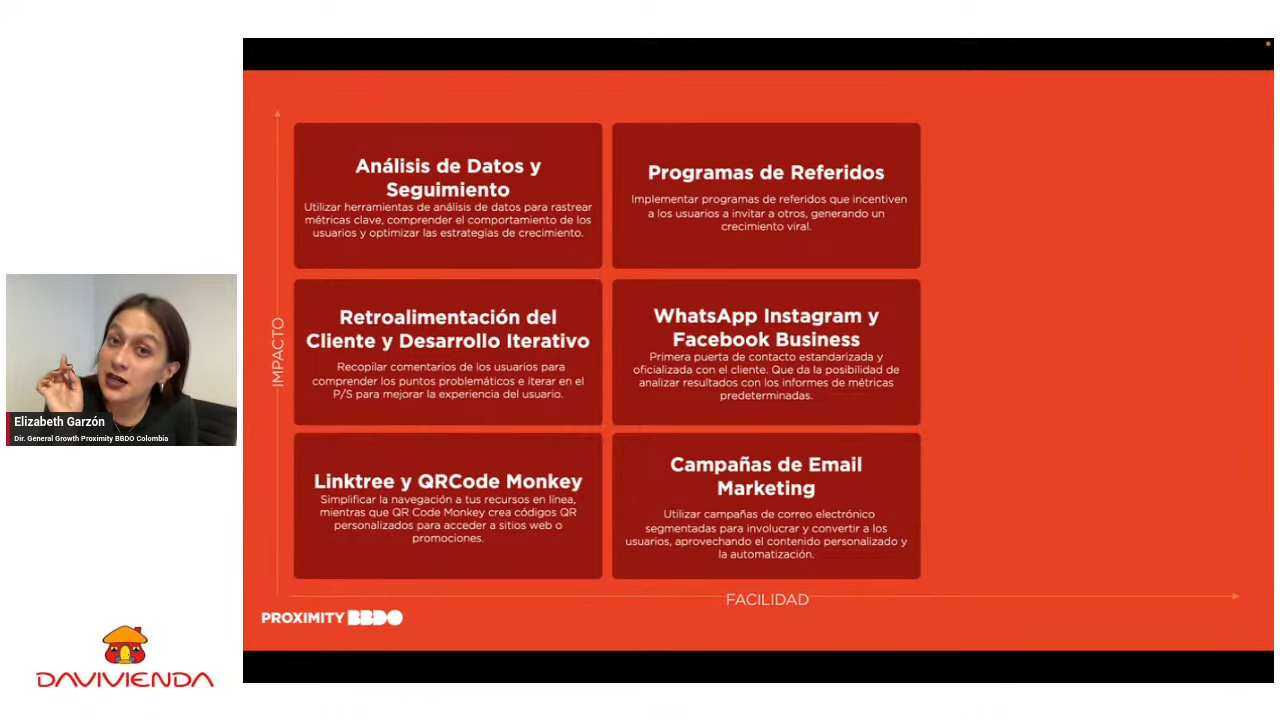 Análisis de Datos y
Seguimiento
Utilizar herramientas de análisis de datos para rastrear
métricas clave, comprender el comportamiento de los
usuarios y optimizar las estrategias de crecimiento.
Programas de Referidos
Implementar programas de referidos que incentiven
a los usuarios a invitar a otros, generando un
crecimiento viral.
IMPACTO
Retroalimentación del
Cliente y Desarrollo Iterativo
Recopilar comentarios de los usuarios para
comprender los puntos problemáticos e iterar en el
P/S para mejorar la experiencia del usuario.
WhatsApp Instagram y
Facebook Business
Primera puerta de contacto estandarizada y
oficializada con el cliente. Que da la posibilidad de
analizar resultados con los informes de métricas
predeterminadas.
Elizabeth Garzón
Dir. General Growth Proximity BBDO Colombia
Linktree y QRCode Monkey
Simplificar la navegación a tus recursos en línea,
mientras que QR Code Monkey crea códigos QR
personalizados para acceder a sitios web o
promociones.
Campañas de Email
Marketing
Utilizar campañas de correo electrónico
segmentadas para involucrar y convertir a los
usuarios, aprovechando el contenido personalizado y
la automatización.
FACILIDAD
PROXIMITY BBDO
DAVIVIENDA